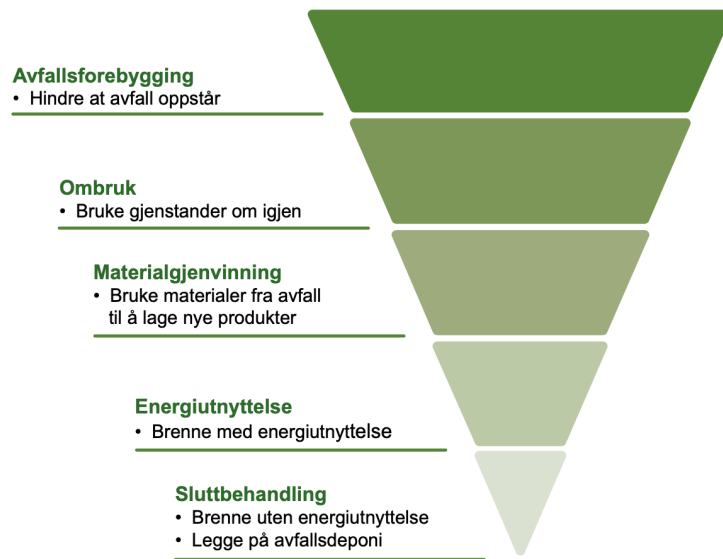 Avfallsforebygging
• Hindre at avfall oppstår
Ombruk
• Bruke gjenstander om igjen
Materialgjenvinning
• Bruke materialer fra avfall
til å lage nye produkter
Energiutnyttelse
• Brenne med energiutnyttelse
Sluttbehandling
• Brenne uten energiutnyttelse
• Legge på avfallsdeponi